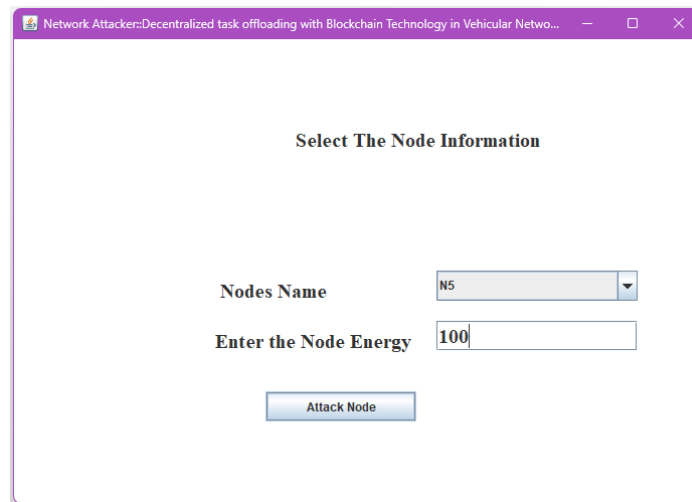 Network Attacker::Decentralized task offloading with Blockchain Technology in Vehicular Netwo...
Select The Node Information
Nodes Name
N5
Enter the Node Energy
100
Attack Node